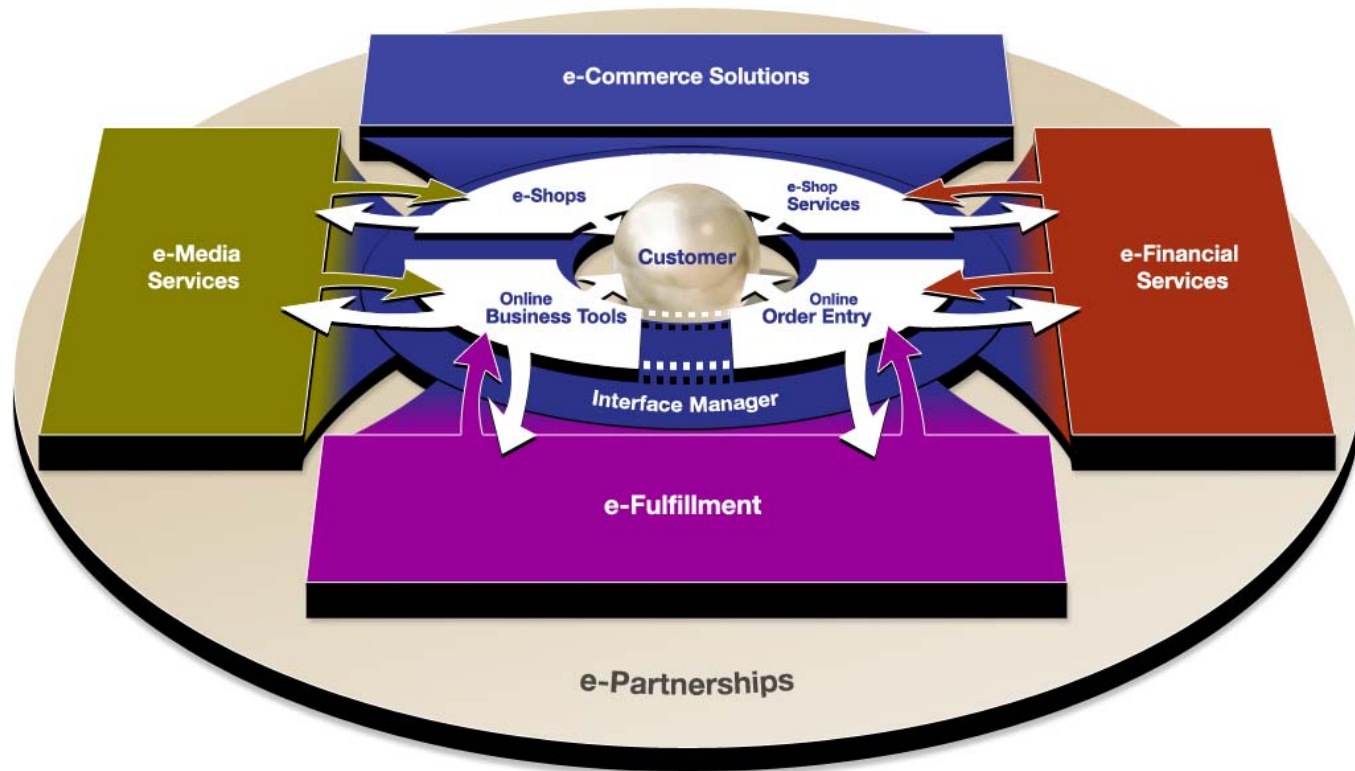 e-Commerce Solutions
e-Shops
e-Shop
Services
e-Media
Services
Customer
e-Financial
Services
Online
Business Tools
Online
Order Entry
Interface Manager
e-Fulfillment
e-Partnerships